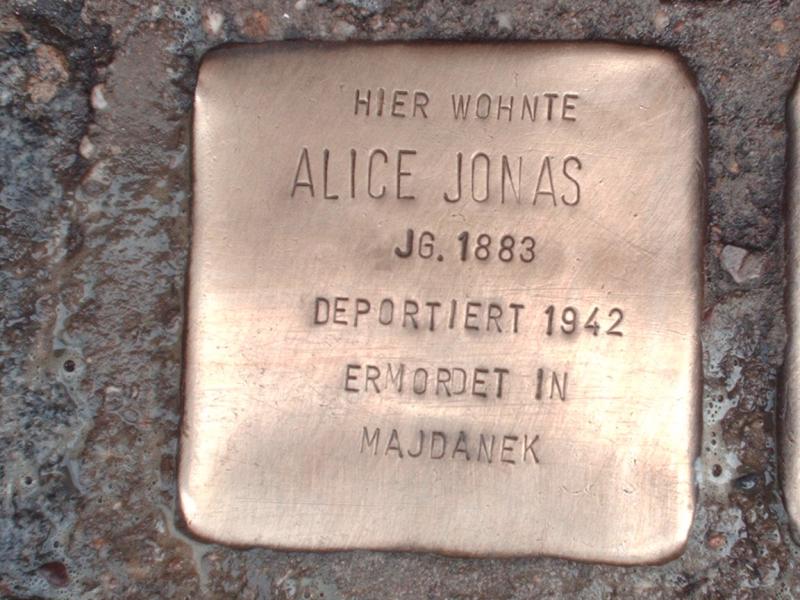 HIER WOHNTE
ALICE JONAS
JG. 1883
DEPORTIERT 1942
ERMORDET IN
MAJDANEK